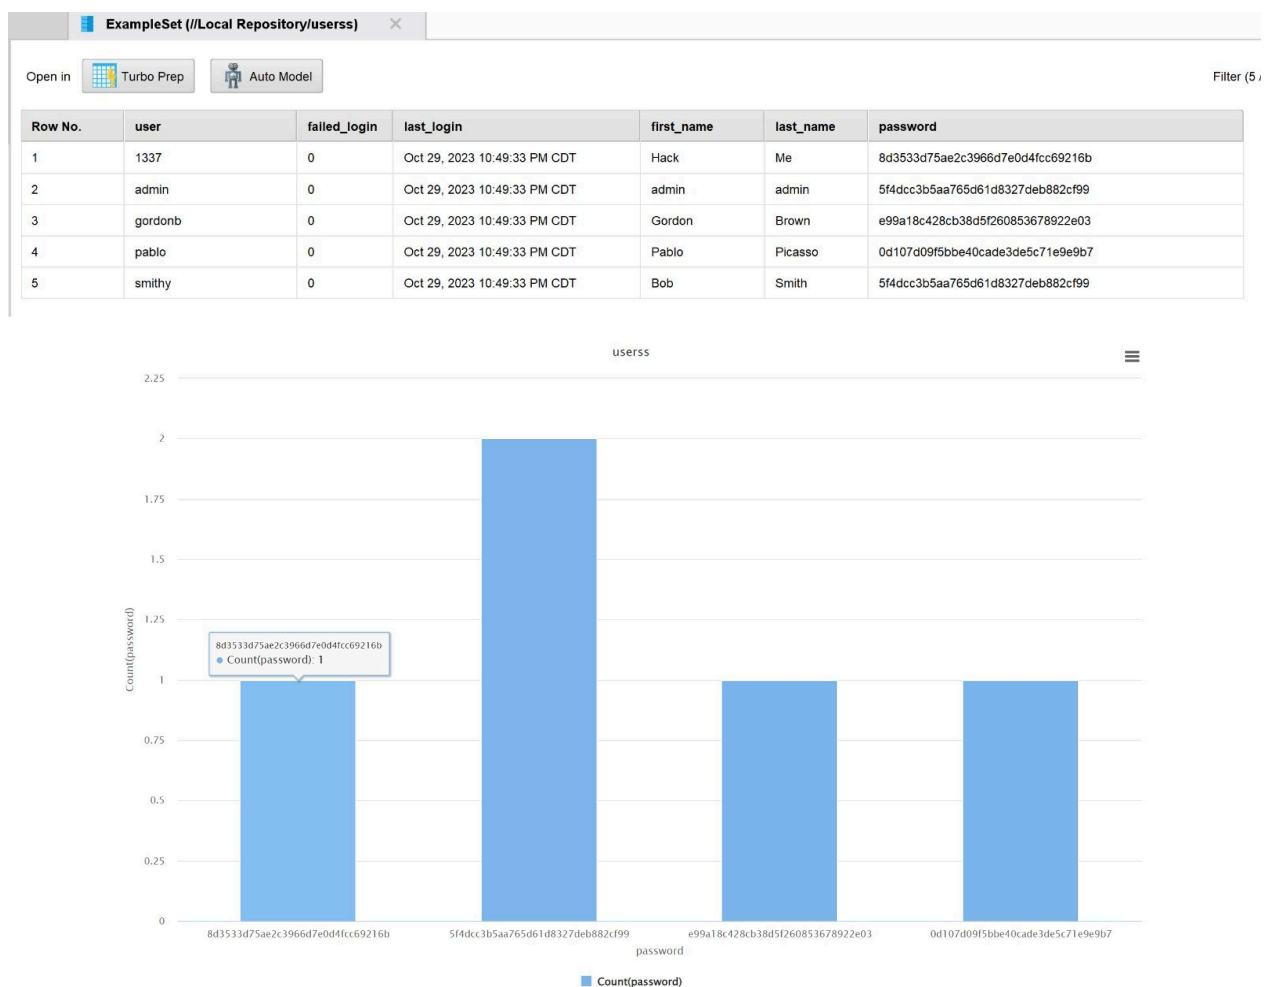 ExampleSet (//Local Repository/userss)
Open in Turbo Prep Auto Model Filter (5 /
Row No. user failed_login last_login first_name last_name password
1 1337 0 Oct 29, 2023 10:49:33 PM CDT Hack Me 8d3533d75ae2c3966d7e0d4fcc69216b
2 admin 0 Oct 29, 2023 10:49:33 PM CDT admin admin 5f4dcc3b5aa765d61d8327deb882cf99
3 gordonb 0 Oct 29, 2023 10:49:33 PM CDT Gordon Brown e99a18c428cb38d5f260853678922e03
4 pablo 0 Oct 29, 2023 10:49:33 PM CDT Pablo Picasso 0d107d09f5bbe40cade3de5c71e9e9b7
5 smithy 0 Oct 29, 2023 10:49:33 PM CDT Bob Smith 5f4dcc3b5aa765d61d8327deb882cf99
userss
2.25
2
1.75
1.5
1.25
1
0.75
0.5
0.25
0
Count(password)
8d3533d75ae2c3966d7e0d4fcc69216b
Count(password): 1
8d3533d75ae2c3966d7e0d4fcc69216b 5f4dcc3b5aa765d61d8327deb882cf99 e99a18c428cb38d5f260853678922e03 0d107d09f5bbe40cade3de5c71e9e9b7
password
Count(password)